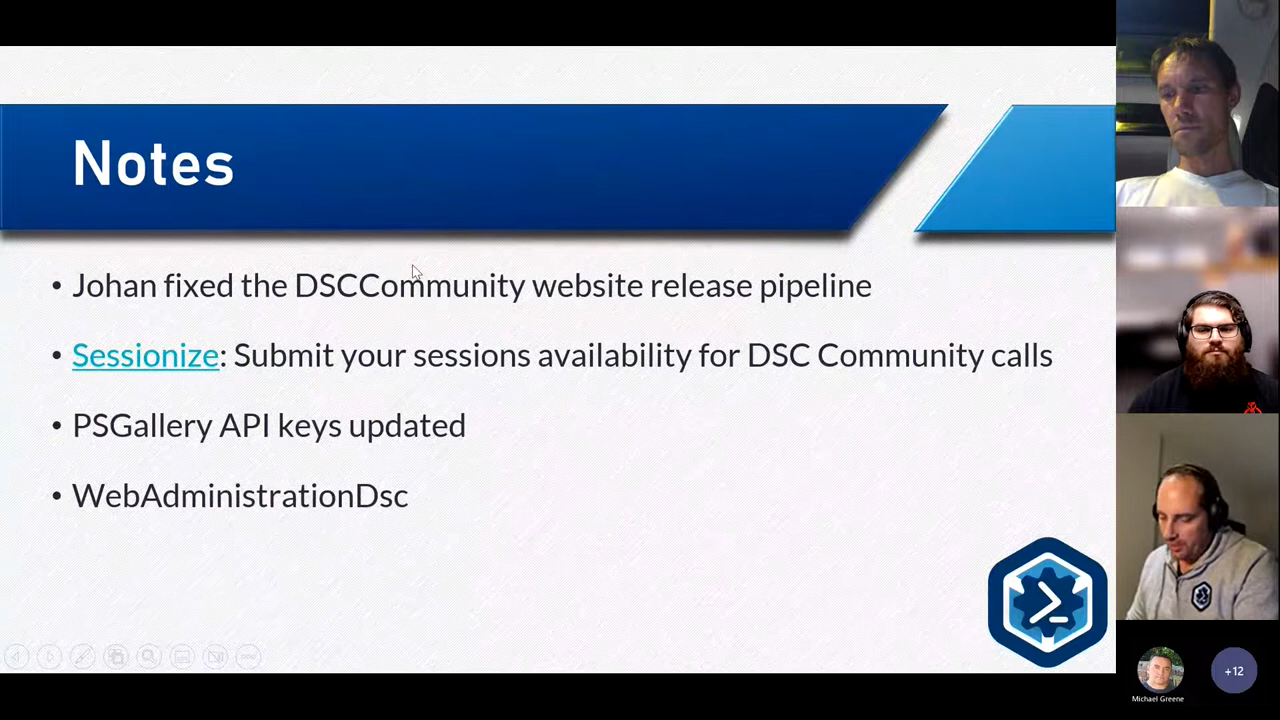 Notes
• Johan fixed the DSCCommunity website release pipeline
• Sessionize: Submit your sessions availability for DSC Community calls
• PSGallery API keys updated
• WebAdministrationDsc
Michael Greene
+12